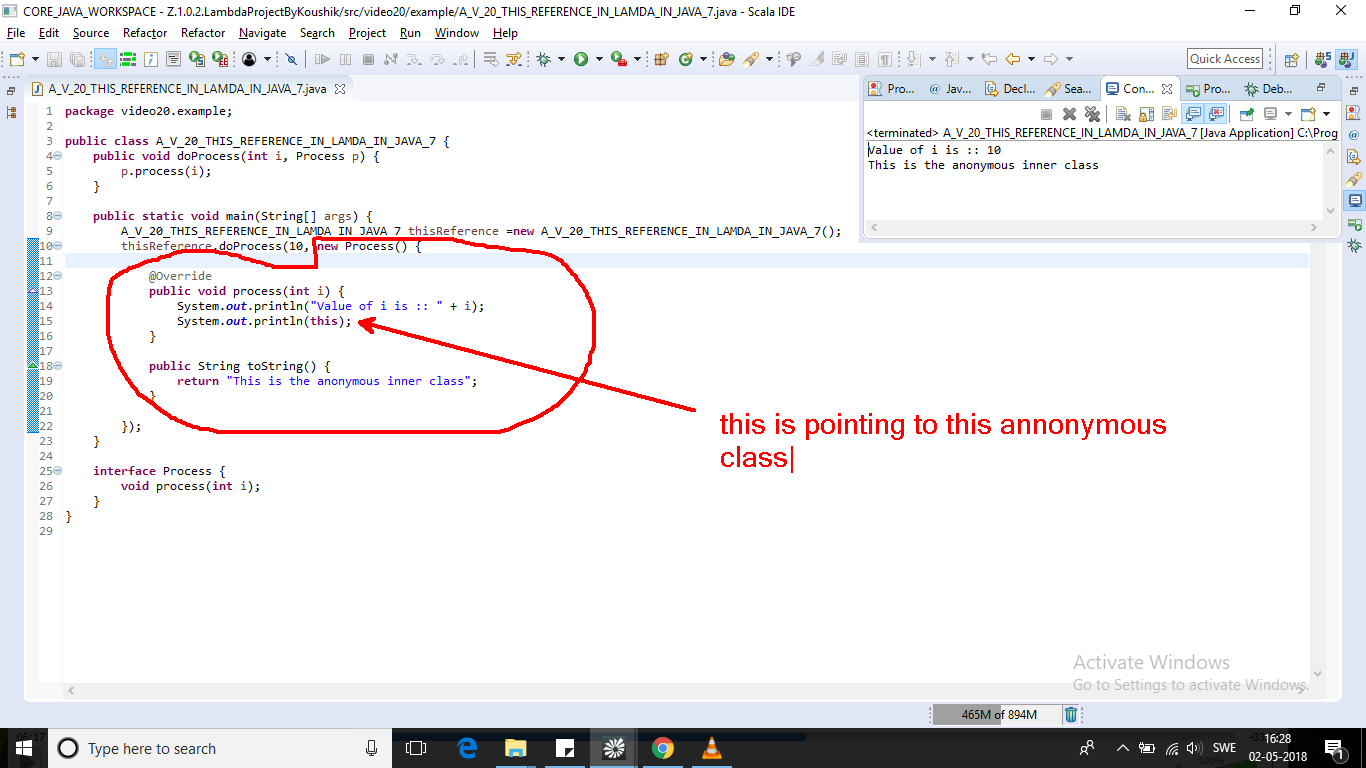 CORE_JAVA_WORKSPACE - Z.1.0.2.LambdaProjectByKoushik/src/video20/example/A_V_20_THIS_REFERENCE_IN_LAMDA_IN_JAVA_7.java - Scala IDE
File Edit Source Refactor Refactor Navigate Search Project Run Window Help
Quick Access
A_V_20_THIS_REFERENCE_IN_LAMDA_IN_JAVA_7.java
1 package video20.example;
2
3 public class A_V_20_THIS_REFERENCE_IN_LAMDA_IN_JAVA_7 {
4 public void doProcess(int i, Process p) {
5 p.process(i);
6 }
7
8 public static void main(String[] args) {
9 A_V_20_THIS_REFERENCE_IN_LAMDA_IN_JAVA_7 thisReference =new A_V_20_THIS_REFERENCE_IN_LAMDA_IN_JAVA_7();
10 thisReference.doProcess(10, new Process() {
11
12 @Override
13 public void process(int i) {
14 System.out.println("Value of i is :: " + i);
15 System.out.println(this);
16 }
17
18 public String toString() {
19 return "This is the anonymous inner class";
20 }
21
22 });
23 }
24
25 interface Process {
26 void process(int i);
27 }
28 }
29
Pro... Jav... Decl... Sea... Con... Pro... Deb...
<terminated> A_V_20_THIS_REFERENCE_IN_LAMDA_IN_JAVA_7 [Java Application] C:\Prog
Value of i is :: 10
This is the anonymous inner class
this is pointing to this annonymous
class
Activate Windows
Go to Settings to activate Windows.
465M of 894M
Type here to search
SWE
16:28
02-05-2018
1